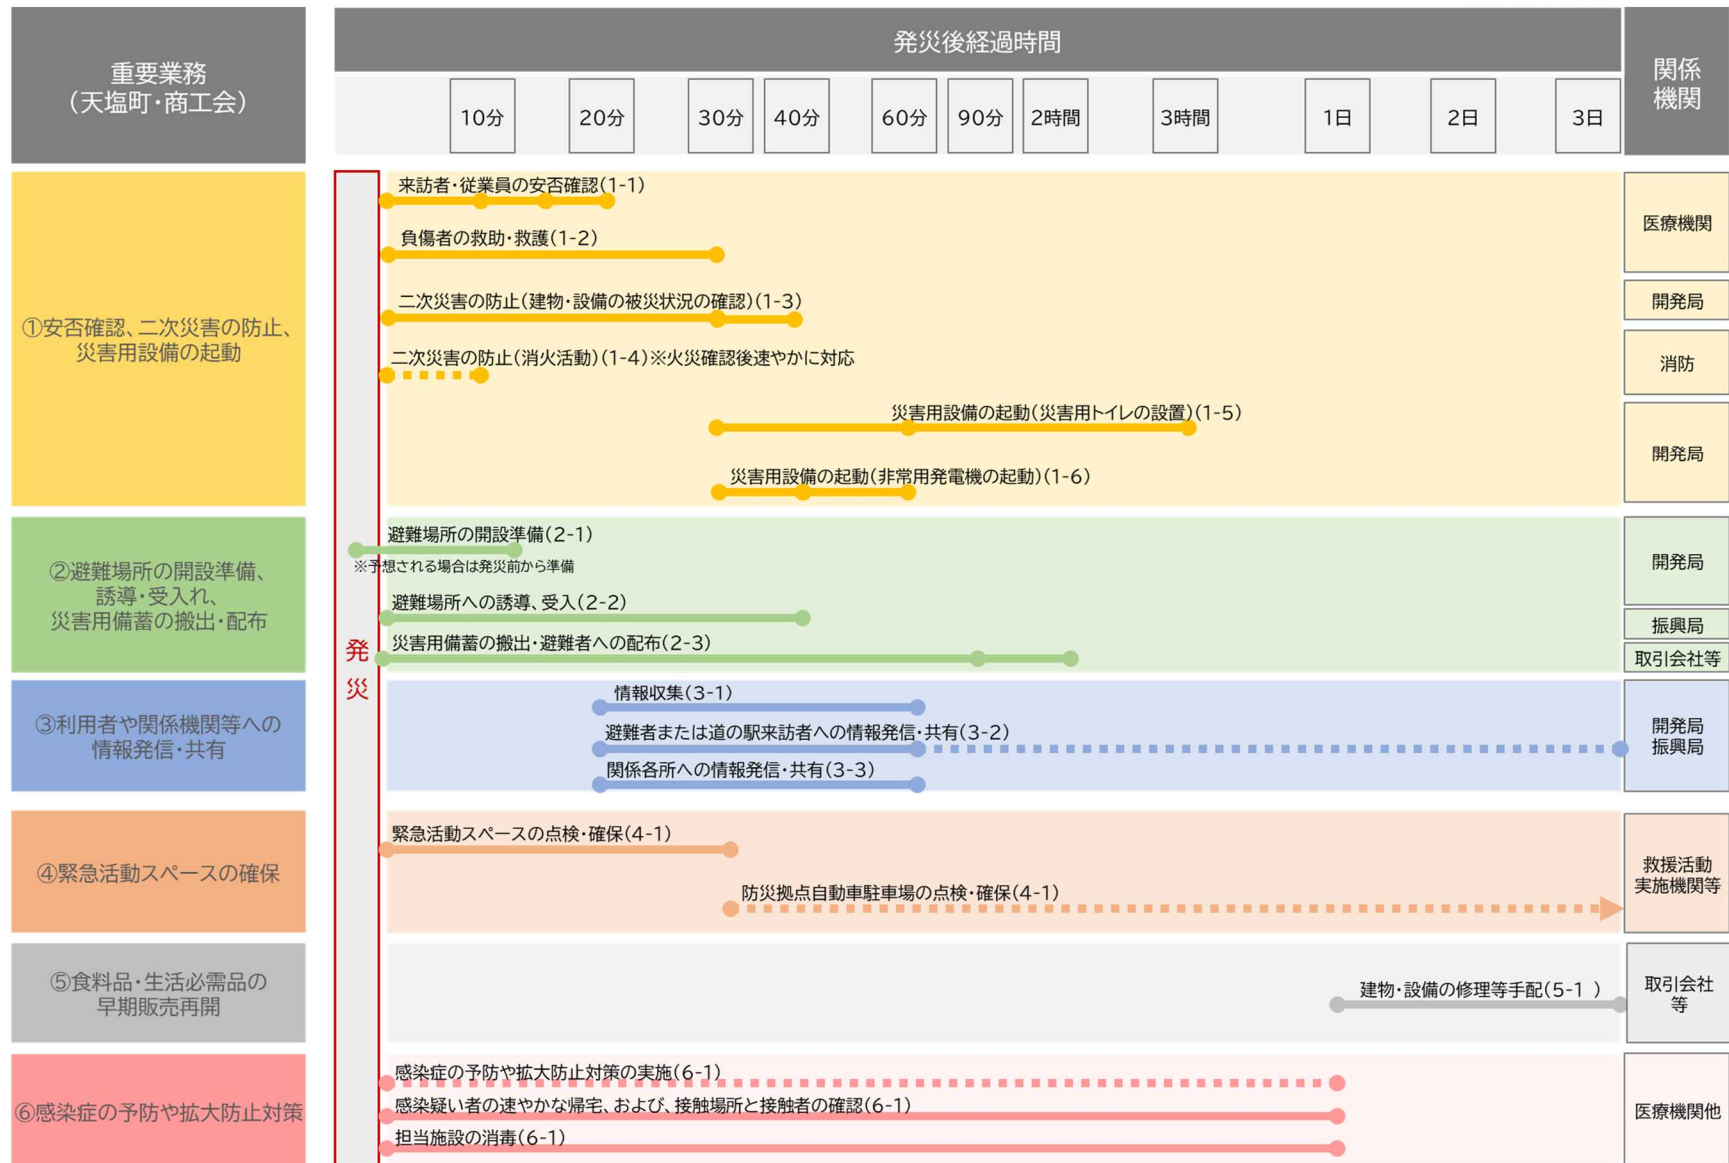 重要業務
（天塩町・商工会）
発災後経過時間
関係
機関
10分
20分
30分
40分
60分
90分
2時間
3時間
1日
2日
3日
発
災
①安否確認、二次災害の防止、
災害用設備の起動
来訪者・従業員の安否確認(1-1)
負傷者の救助・救護(1-2)
二次災害の防止(建物・設備の被災状況の確認)(1-3)
二次災害の防止(消火活動)(1-4)※火災確認後速やかに対応
災害用設備の起動(災害用トイレの設置)(1-5)
災害用設備の起動(非常用発電機の起動)(1-6)
医療機関
開発局
消防
開発局
②避難場所の開設準備、
誘導・受入れ、
災害用備蓄の搬出・配布
避難場所の開設準備(2-1)
※予想される場合は発災前から準備
避難場所への誘導、受入(2-2)
災害用備蓄の搬出・避難者への配布(2-3)
開発局
振興局
取引会社等
③利用者や関係機関等への
情報発信・共有
情報収集(3-1)
避難者または道の駅来訪者への情報発信・共有(3-2)
関係各所への情報発信・共有(3-3)
開発局
振興局
④緊急活動スペースの確保
緊急活動スペースの点検・確保(4-1)
防災拠点自動車駐車場の点検・確保(4-1)
救援活動
実施機関等
⑤食料品・生活必需品の
早期販売再開
建物・設備の修理等手配(5-1 )
取引会社
等
⑥感染症の予防や拡大防止対策
感染症の予防や拡大防止対策の実施(6-1)
感染疑い者の速やかな帰宅、および、接触場所と接触者の確認(6-1)
担当施設の消毒(6-1)
医療機関他